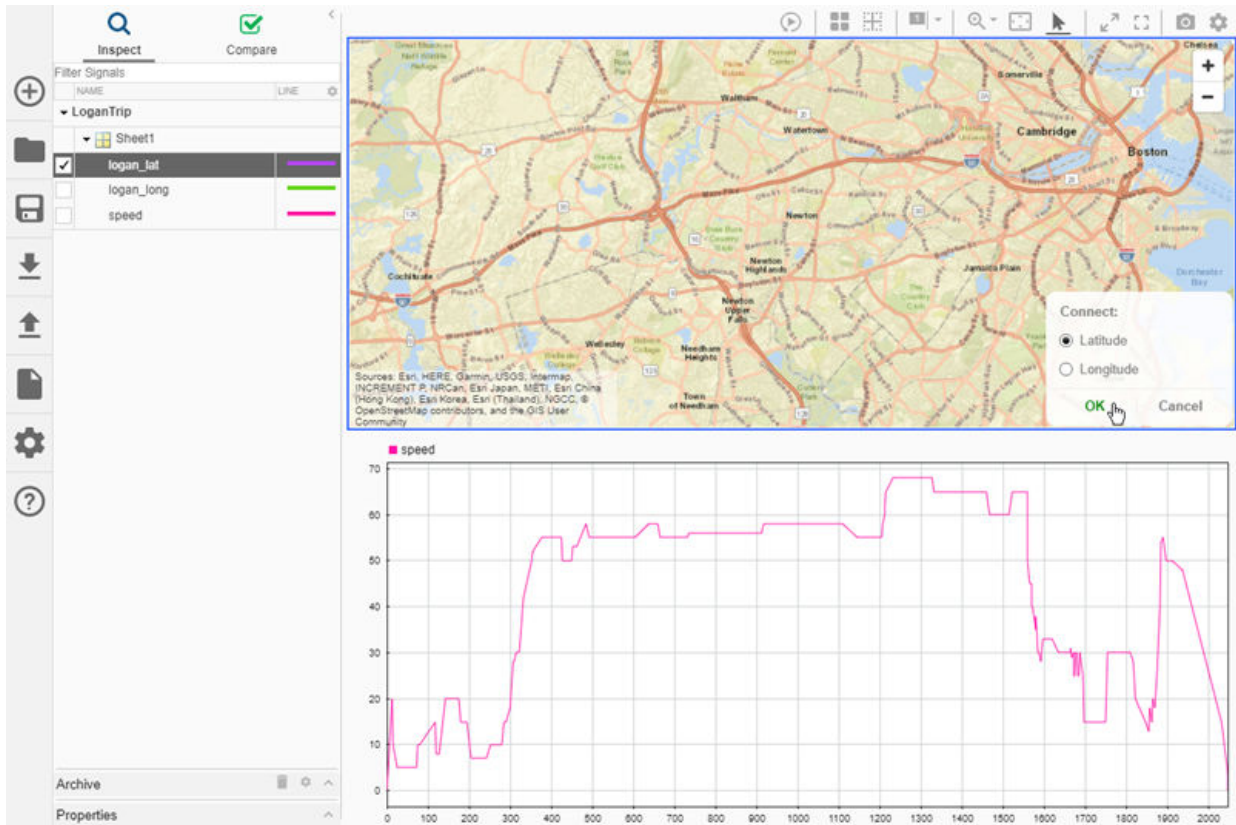 Inspect
Compare
Filter Signals
NAME
LINE
LoganTrip
Sheet1
logan_lat
logan_long
speed
Archive
Properties
Chelsea
Somerville
Waltham
Watertown
Cambridge
Boston
Newton
Newton
Highlands
Jamaica Plain
Cochituate
Newton
Upper
Falls
Wellesley
Needham
Heights
Town
of Needham
Dorchester
Bay
+
−
Sources: Esri, HERE, Garmin, USGS, Intermap,
INCREMENT P, NRCan, Esri Japan, METI, Esri China
(Hong Kong), Esri Korea, Esri (Thailand), NGCC, ©
OpenStreetMap contributors, and the GIS User
Community
Connect:
Latitude
Longitude
OK
Cancel
speed
70
60
50
40
30
20
10
0
0 100 200 300 400 500 600 700 800 900 1000 1100 1200 1300 1400 1500 1600 1700 1800 1900 2000